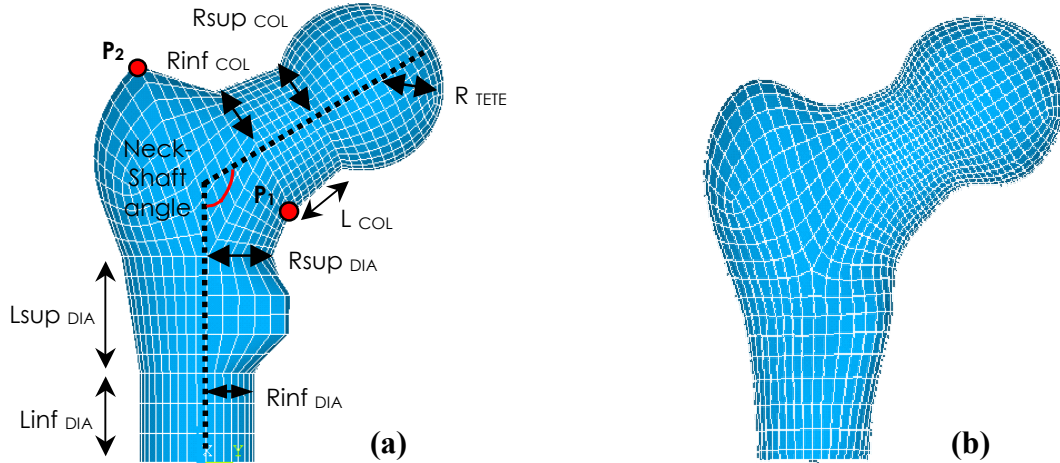 Rsup COL
P2
Rinf COL
R TETE
Neck-
Shaft
angle
P1
L COL
Rsup DIA
Lsup DIA
Rinf DIA
Linf DIA
X Y
(a)
(b)